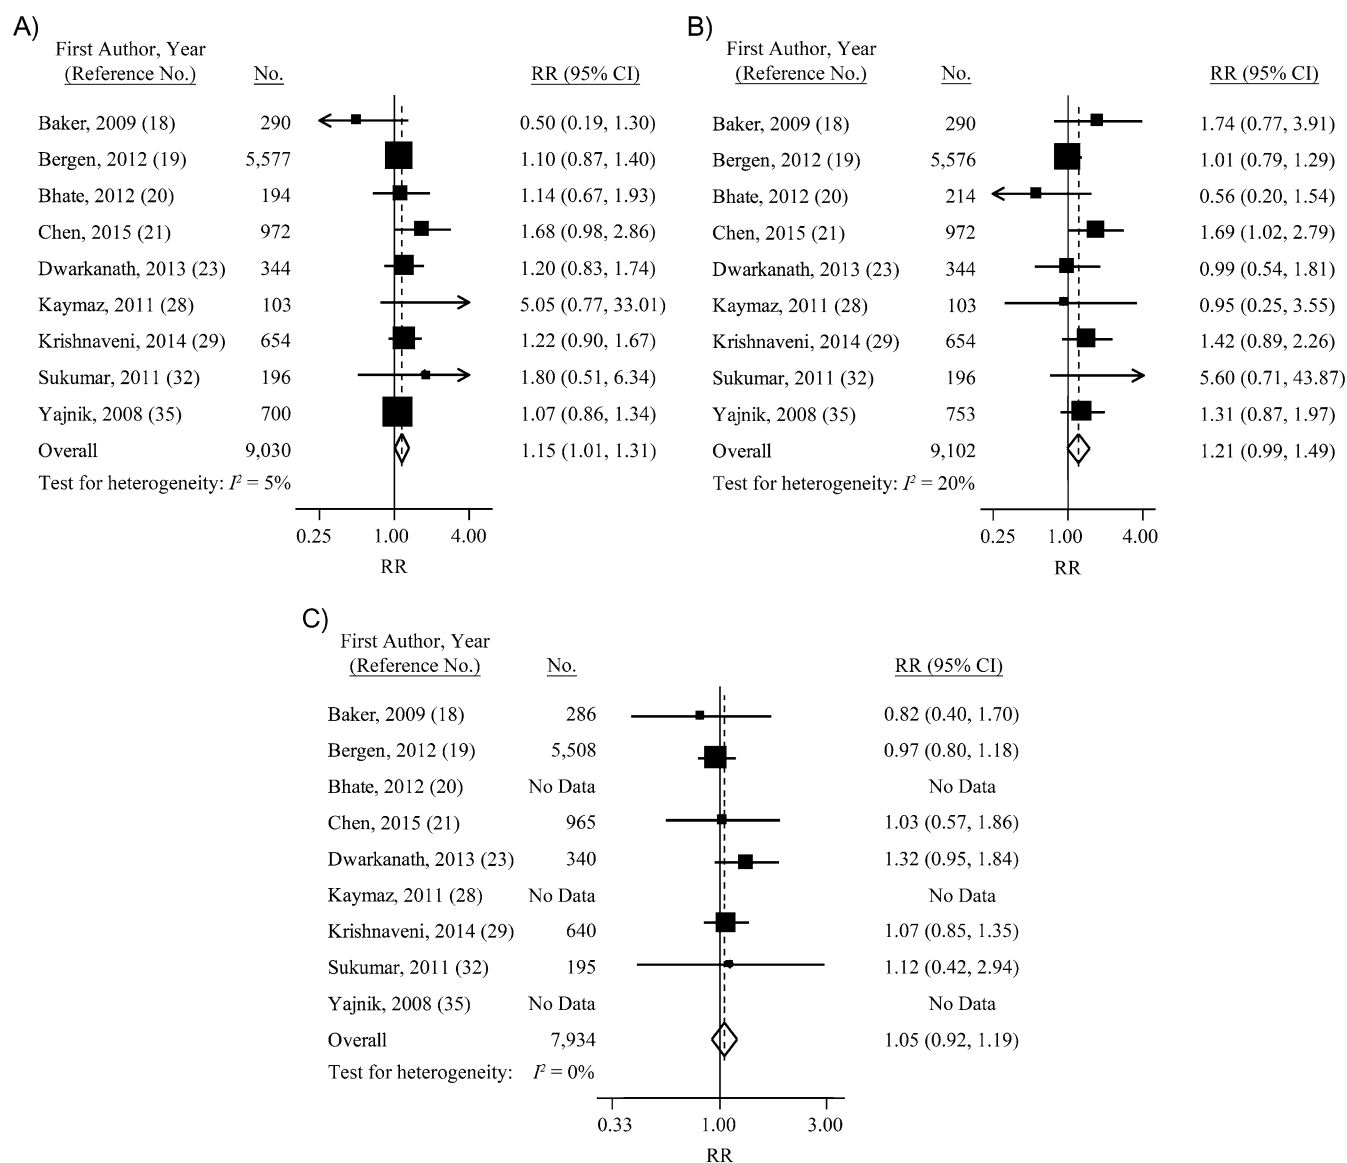 A)
First Author, Year
(Reference No.) No. RR (95% CI)
Baker, 2009 (18) 290 0.50 (0.19, 1.30)
Bergen, 2012 (19) 5,577 1.10 (0.87, 1.40)
Bhate, 2012 (20) 194 1.14 (0.67, 1.93)
Chen, 2015 (21) 972 1.68 (0.98, 2.86)
Dwarkanath, 2013 (23) 344 1.20 (0.83, 1.74)
Kaymaz, 2011 (28) 103 5.05 (0.77, 33.01)
Krishnaveni, 2014 (29) 654 1.22 (0.90, 1.67)
Sukumar, 2011 (32) 196 1.80 (0.51, 6.34)
Yajnik, 2008 (35) 700 1.07 (0.86, 1.34)
Overall 9,030 1.15 (1.01, 1.31)
Test for heterogeneity: I² = 5%
0.25 1.00 4.00
RR
B)
First Author, Year
(Reference No.) No. RR (95% CI)
Baker, 2009 (18) 290 1.74 (0.77, 3.91)
Bergen, 2012 (19) 5,576 1.01 (0.79, 1.29)
Bhate, 2012 (20) 214 0.56 (0.20, 1.54)
Chen, 2015 (21) 972 1.69 (1.02, 2.79)
Dwarkanath, 2013 (23) 344 0.99 (0.54, 1.81)
Kaymaz, 2011 (28) 103 0.95 (0.25, 3.55)
Krishnaveni, 2014 (29) 654 1.42 (0.89, 2.26)
Sukumar, 2011 (32) 196 5.60 (0.71, 43.87)
Yajnik, 2008 (35) 753 1.31 (0.87, 1.97)
Overall 9,102 1.21 (0.99, 1.49)
Test for heterogeneity: I² = 20%
0.25 1.00 4.00
RR
C)
First Author, Year
(Reference No.) No. RR (95% CI)
Baker, 2009 (18) 286 0.82 (0.40, 1.70)
Bergen, 2012 (19) 5,508 0.97 (0.80, 1.18)
Bhate, 2012 (20) No Data No Data
Chen, 2015 (21) 965 1.03 (0.57, 1.86)
Dwarkanath, 2013 (23) 340 1.32 (0.95, 1.84)
Kaymaz, 2011 (28) No Data No Data
Krishnaveni, 2014 (29) 640 1.07 (0.85, 1.35)
Sukumar, 2011 (32) 195 1.12 (0.42, 2.94)
Yajnik, 2008 (35) No Data No Data
Overall 7,934 1.05 (0.92, 1.19)
Test for heterogeneity: I² = 0%
0.33 1.00 3.00
RR